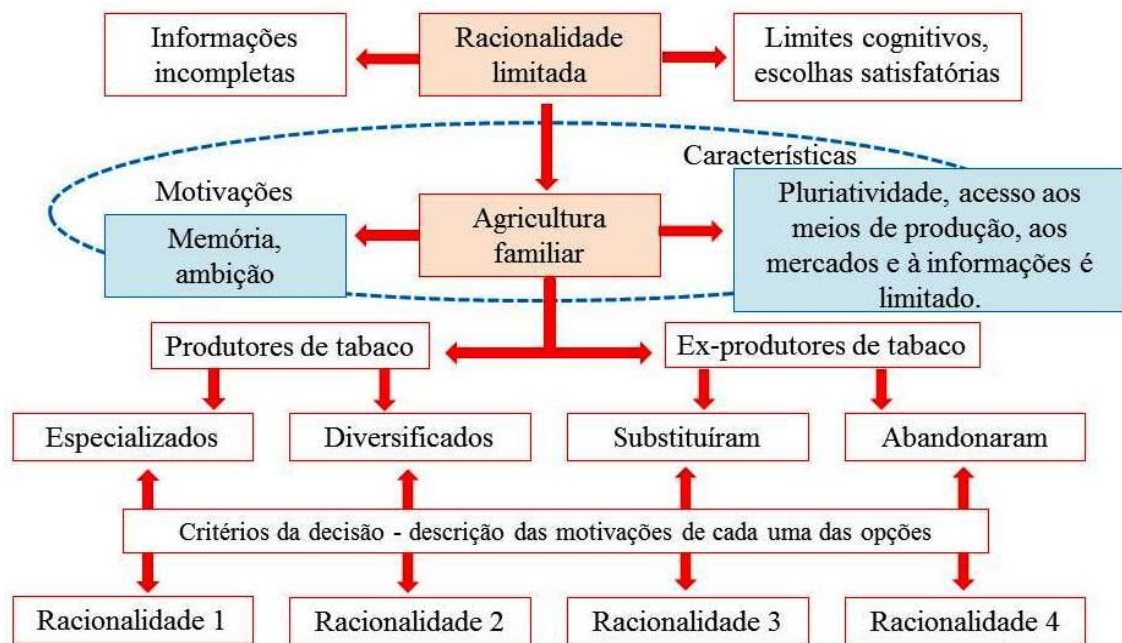 Informações
incompletas
Racionalidade
limitada
Limites cognitivos,
escolhas satisfatórias
Características
Motivações
Memória,
ambição
Agricultura
familiar
Pluriatividade, acesso aos
meios de produção, aos
mercados e à informações é
limitado.
Produtores de tabaco
Ex-produtores de tabaco
Especializados
Diversificados
Substituíram
Abandonaram
Critérios da decisão - descrição das motivações de cada uma das opções
Racionalidade 1
Racionalidade 2
Racionalidade 3
Racionalidade 4